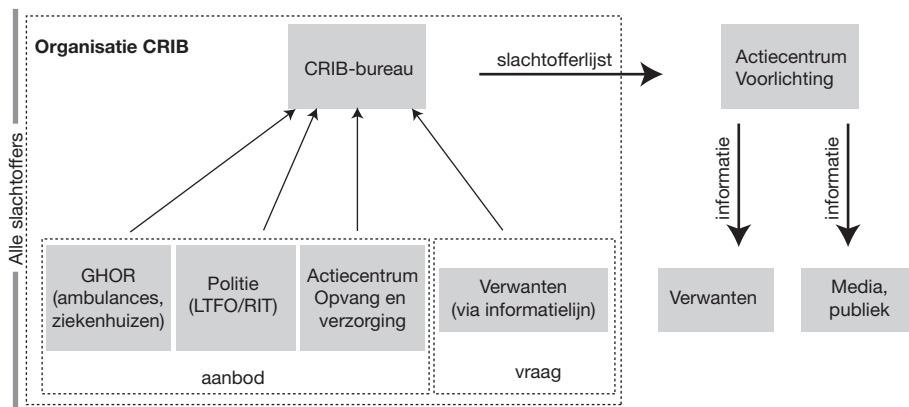 Alle slachtoffers
Organisatie CRIB
CRIB-bureau
slachtofferlijst
Actiecentrum
Voorlichting
informatie
informatie
GHOR
(ambulances,
ziekenhuizen)
Politie
(LTFO/RIT)
Actiecentrum
Opvang en
verzorging
Verwanten
(via informatielijn)
Verwanten
Media,
publiek
aanbod
vraag